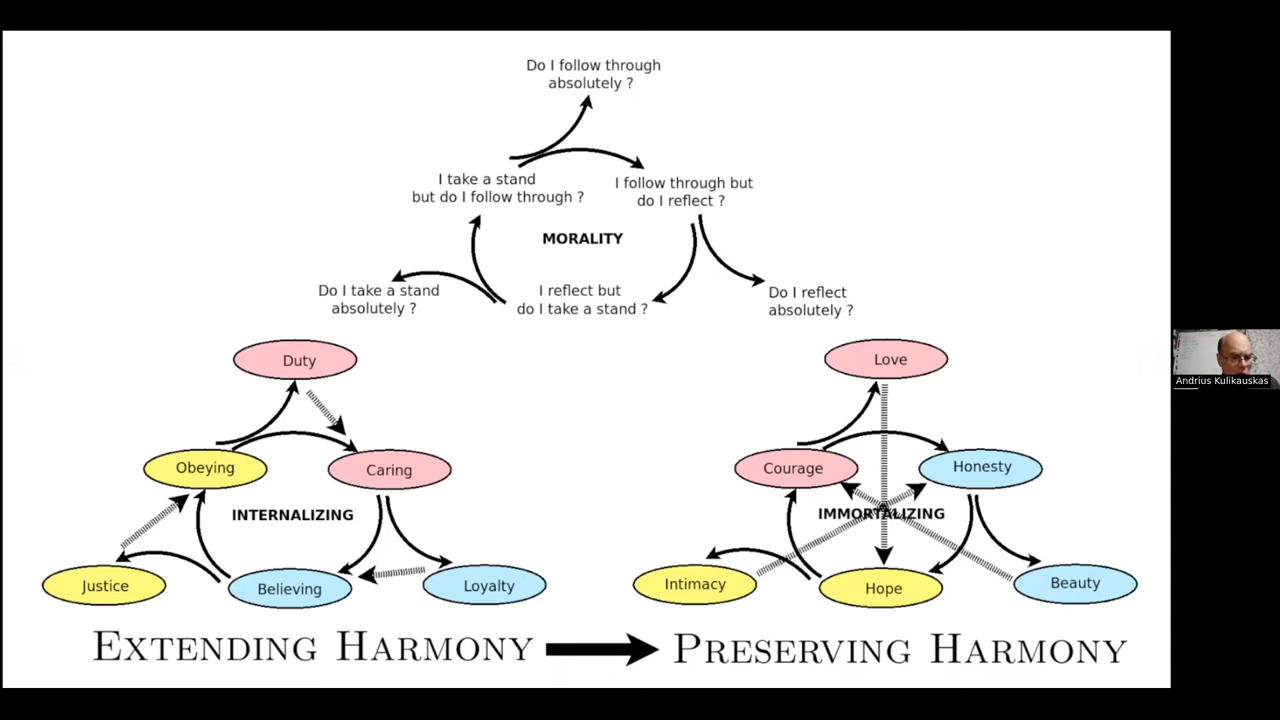 Do I follow through
absolutely ?
I take a stand
but do I follow through ?
I follow through but
do I reflect ?
MORALITY
Do I take a stand
absolutely ?
I reflect but
do I take a stand ?
Do I reflect
absolutely ?
Duty
Obeying
Caring
INTERNALIZING
Justice
Believing
Loyalty
Love
Courage
Honesty
IMMORTALIZING
Intimacy
Hope
Beauty
EXTENDING HARMONY
PRESERVING HARMONY
Andrius Kulikauskas